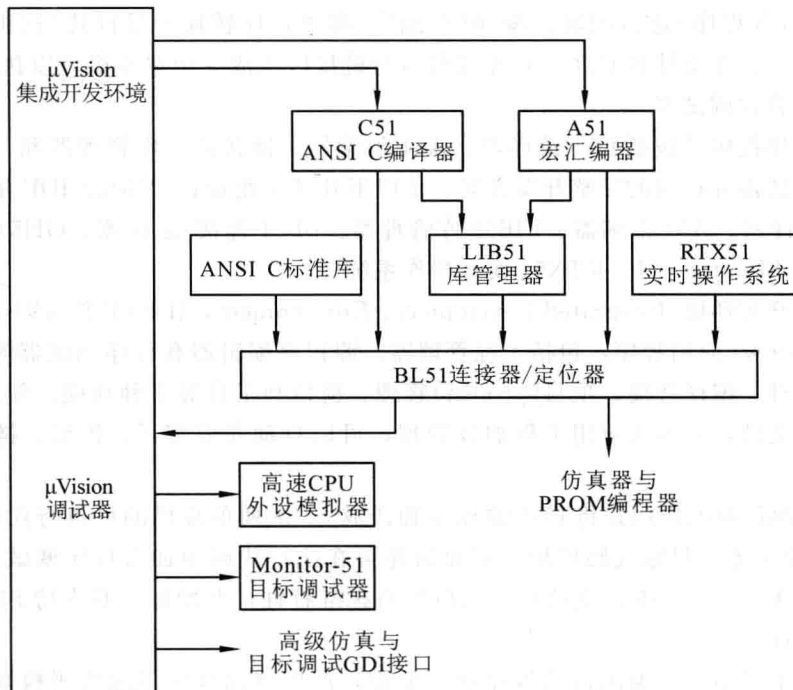 μVision
集成开发环境
C51
ANSI C编译器
A51
宏汇编器
ANSI C标准库
LIB51
库管理器
RTX51
实时操作系统
BL51连接器/定位器
μVision
调试器
高速CPU
外设模拟器
仿真器与
PROM编程器
Monitor-51
目标调试器
高级仿真与
目标调试GDI接口